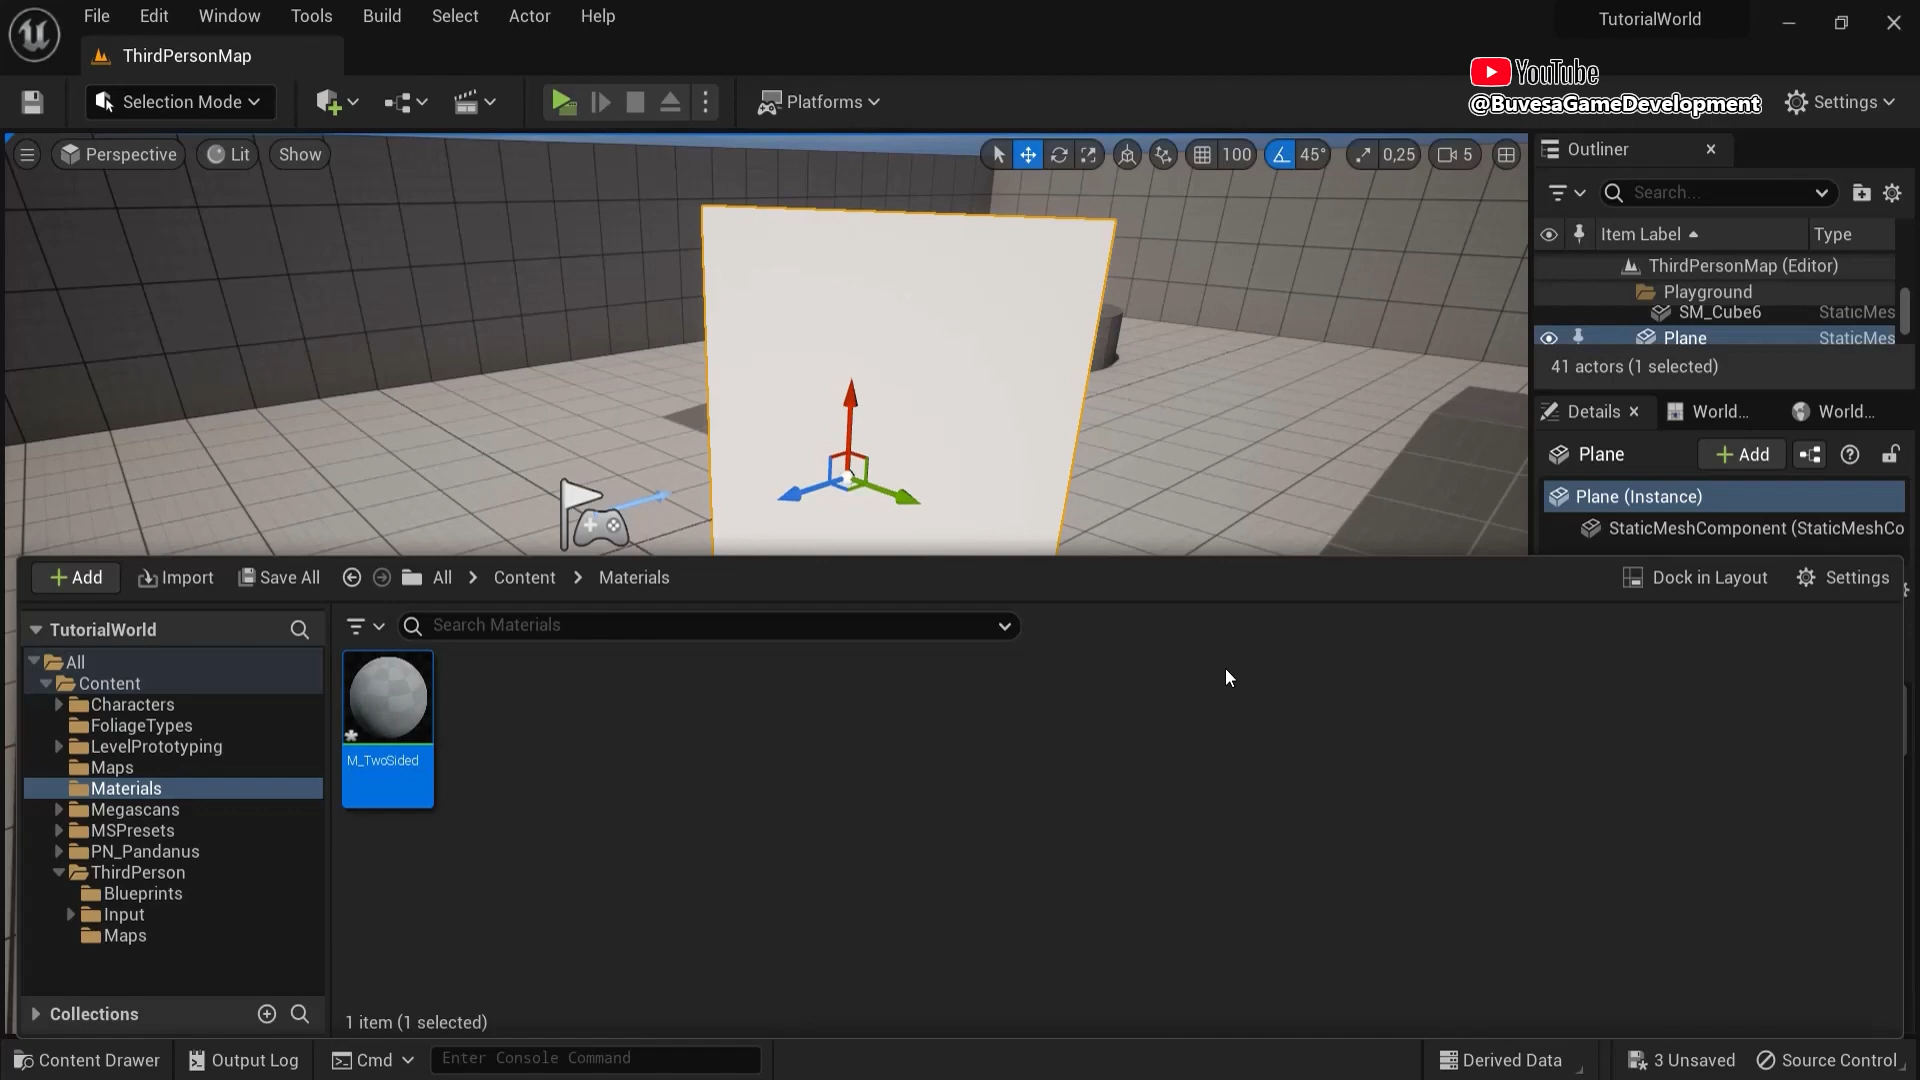 File Edit Window Tools Build Select Actor Help
TutorialWorld
ThirdPersonMap
YouTube
@BuvesaGameDevelopment
Selection Mode
Platforms
Settings
Perspective Lit Show
100 45° 0,25 5
Outliner
Search...
Item Label Type
ThirdPersonMap (Editor)
Playground
SM_Cube6 StaticMes
Plane StaticMes
41 actors (1 selected)
Details World... World...
Plane Add
Plane (Instance)
StaticMeshComponent (StaticMeshCo
Add Import Save All All Content Materials
Dock in Layout Settings
TutorialWorld
Search Materials
All
Content
Characters
FoliageTypes
LevelPrototyping
Maps
Materials
Megascans
MSPresets
PN_Pandanus
ThirdPerson
Blueprints
Input
Maps
M_TwoSided
Collections
1 item (1 selected)
Content Drawer Output Log Cmd Enter Console Command
Derived Data 3 Unsaved Source Control